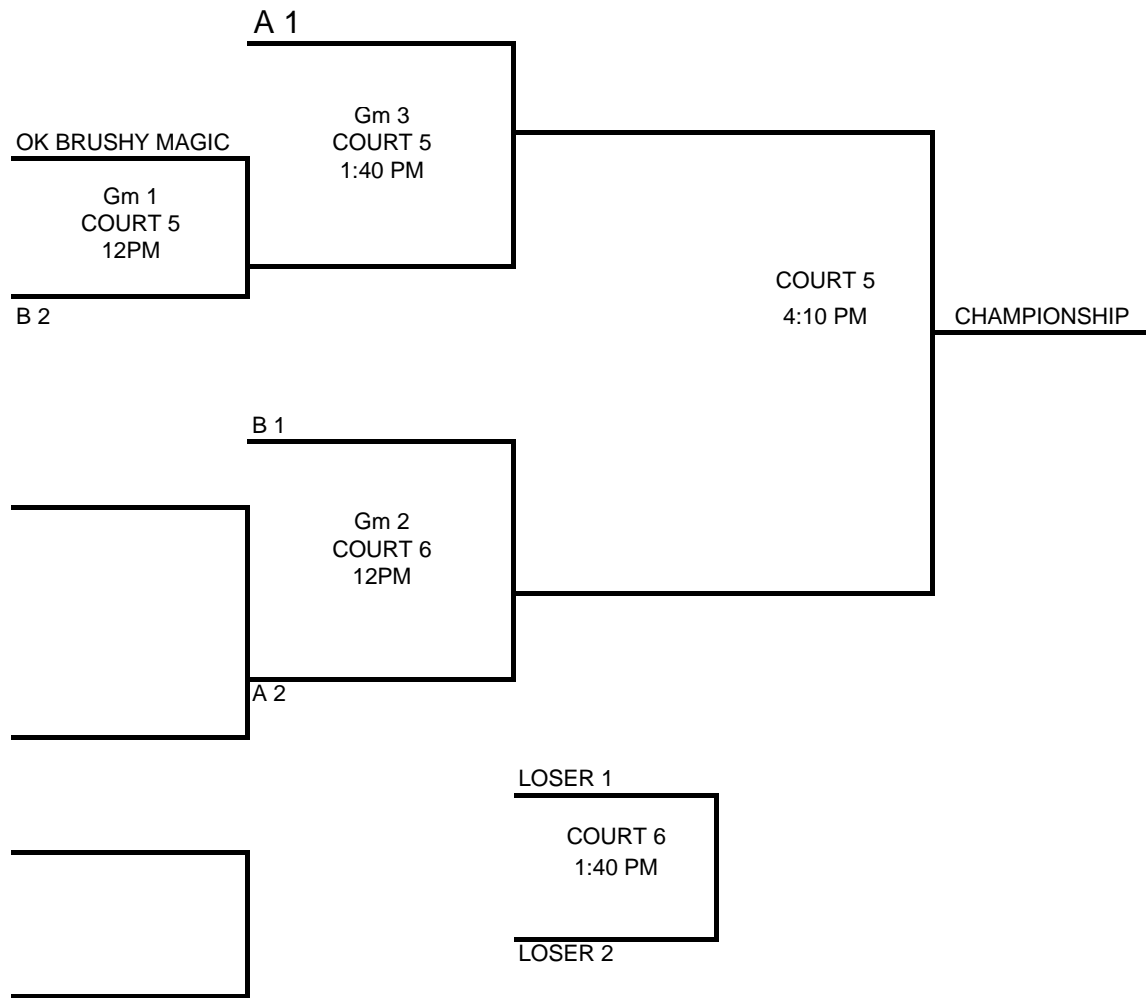 A 1
Gm 3
COURT 5
1:40 PM
OK BRUSHY MAGIC
Gm 1
COURT 5
12PM
B 2
COURT 5
4:10 PM
CHAMPIONSHIP
B 1
Gm 2
COURT 6
12PM
A 2
LOSER 1
COURT 6
1:40 PM
LOSER 2